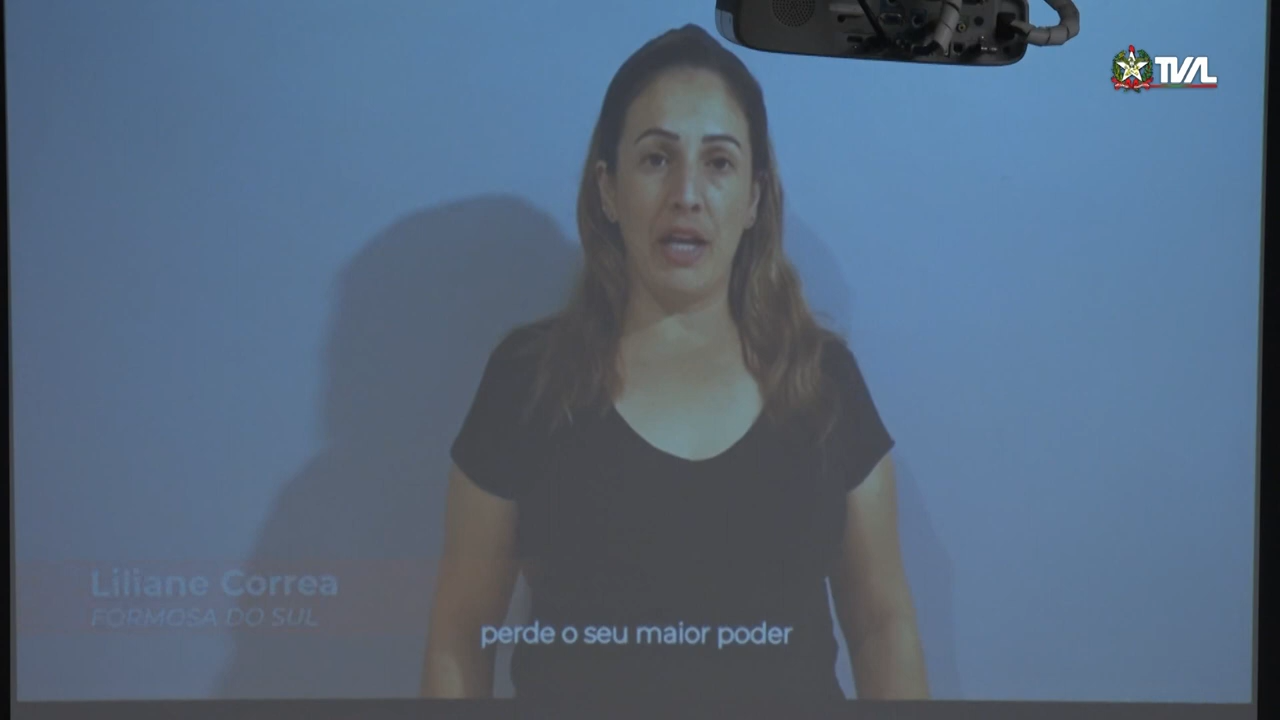 TVAL
Liliane Correa
FORMOSA DO SUL
perde o seu maior poder